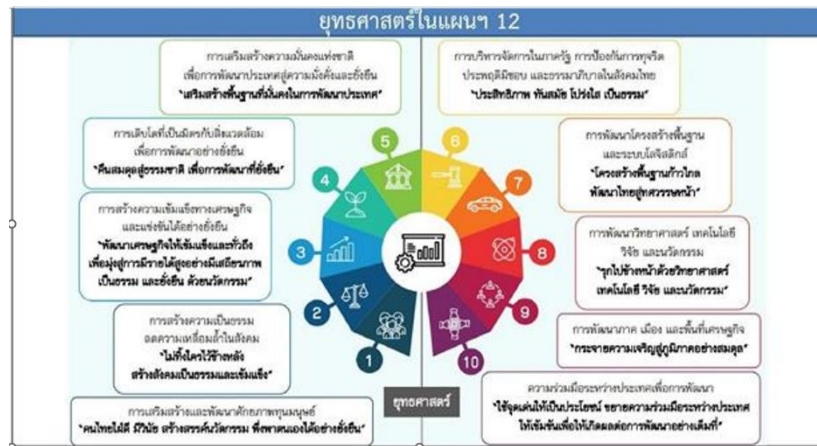 ยุทธศาสตร์ในแผนฯ 12
การเสริมสร้างความมั่นคงแห่งชาติ
เพื่อการพัฒนาประเทศสู่ความมั่งคั่งและยั่งยืน
"เสริมสร้างพื้นฐานที่มั่นคงในการพัฒนาประเทศ"
การบริหารจัดการในภาครัฐ การป้องกันการทุจริต
ประพฤติมิชอบ และธรรมาภิบาลในสังคมไทย
"ประสิทธิภาพ ทันสมัย โปร่งใส เป็นธรรม"
การเติบโตที่เป็นมิตรกับสิ่งแวดล้อม
เพื่อการพัฒนาอย่างยั่งยืน
"คืนสมดุลสู่ธรรมชาติ เพื่อการพัฒนาที่ยั่งยืน"
การพัฒนาโครงสร้างพื้นฐาน
และระบบโลจิสติกส์
"โครงสร้างพื้นฐานก้าวไกล
พัฒนาไทยสู่ทศวรรษหน้า"
การสร้างความเข้มแข็งทางเศรษฐกิจ
และแข่งขันได้อย่างยั่งยืน
"พัฒนาเศรษฐกิจให้เข้มแข็งและทั่วถึง
เพื่อมุ่งสู่การมีรายได้สูงอย่างมีเสถียรภาพ
เป็นธรรม และยั่งยืน ด้วยนวัตกรรม"
การพัฒนาวิทยาศาสตร์ เทคโนโลยี
วิจัย และนวัตกรรม
"รุกไปข้างหน้าด้วยวิทยาศาสตร์
เทคโนโลยี วิจัย และนวัตกรรม"
การสร้างความเป็นธรรม
ลดความเหลื่อมล้ำในสังคม
"ไม่ทิ้งใครไว้ข้างหลัง
สร้างสังคมเป็นธรรมและเข้มแข็ง"
การพัฒนาภาค เมือง และพื้นที่เศรษฐกิจ
"กระจายความเจริญสู่ภูมิภาคอย่างสมดุล"
การเสริมสร้างและพัฒนาศักยภาพทุนมนุษย์
"คนไทยใฝ่ดี มีวินัย สร้างสรรค์นวัตกรรม พึ่งพาตนเองได้อย่างยั่งยืน"
ความร่วมมือระหว่างประเทศเพื่อการพัฒนา
"ใช้จุดเด่นให้เป็นประโยชน์ ขยายความร่วมมือระหว่างประเทศ
ให้เข้มข้นเพื่อให้เกิดผลต่อการพัฒนาอย่างเต็มที่"
5
6
4
7
3
8
2
9
1
10
ยุทธศาสตร์